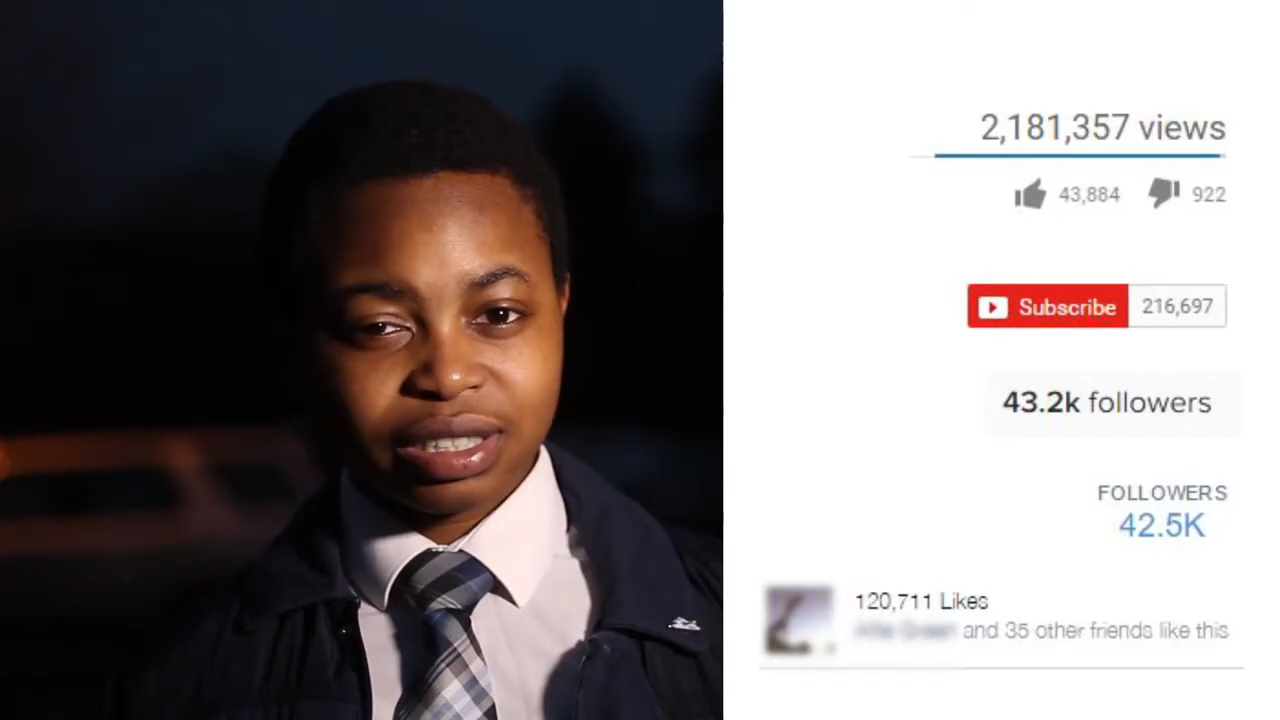 2,181,357 views
43,884 922
Subscribe 216,697
43.2k followers
FOLLOWERS
42.5K
120,711 Likes
and 35 other friends like this